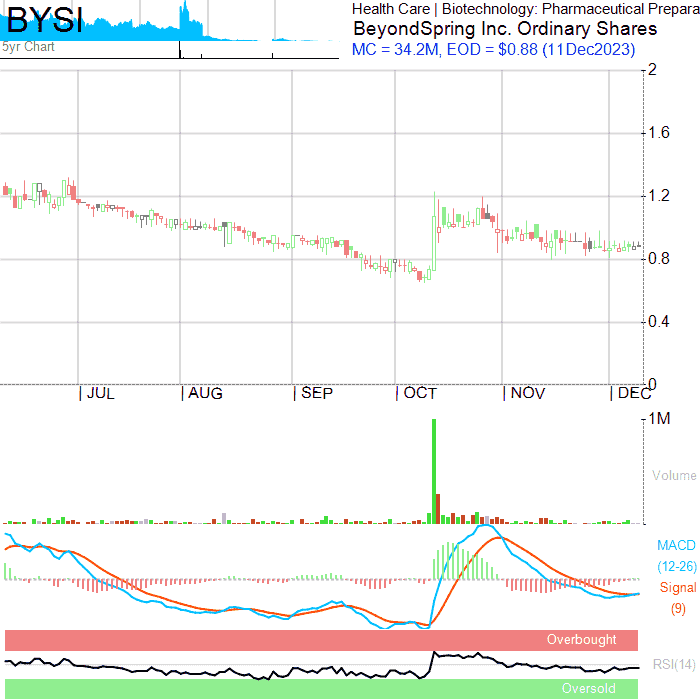 BYSI
5yr Chart
Health Care | Biotechnology: Pharmaceutical Prepara
BeyondSpring Inc. Ordinary Shares
MC = 34.2M, EOD = $0.88 (11Dec2023)
2
1.6
1.2
0.8
0.4
0
| JUL | AUG | SEP | OCT | NOV | DEC
1M
Volume
MACD
(12-26)
Signal
(9)
Overbought
RSI(14)
Oversold